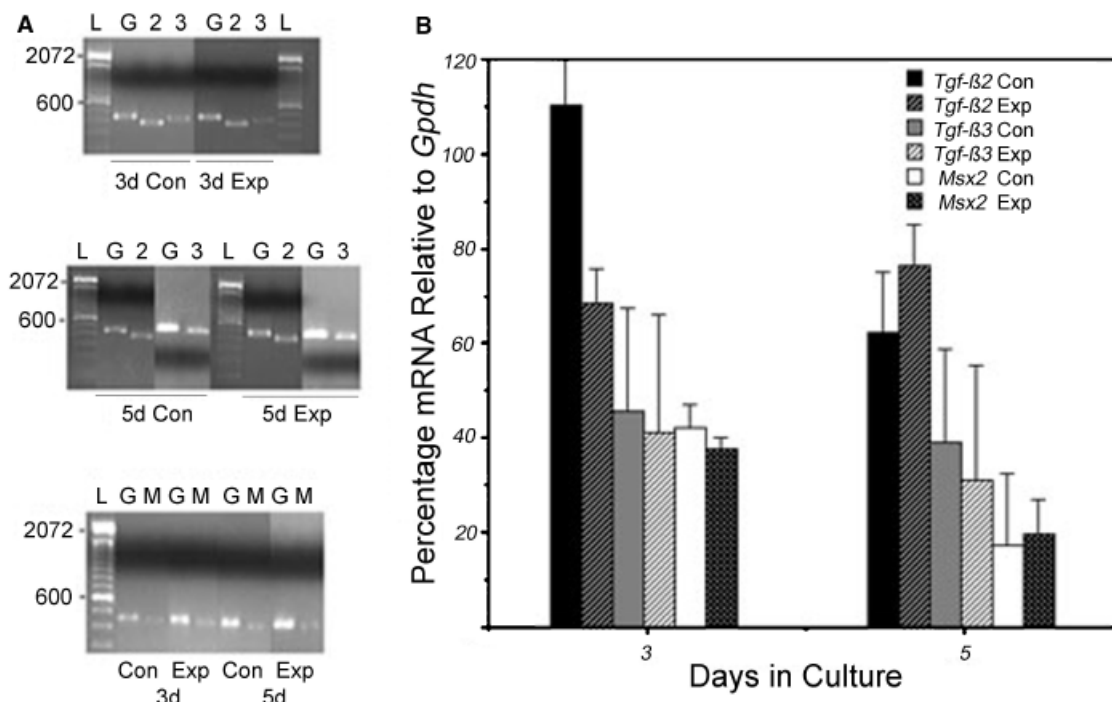 A
L G 2 3 G 2 3 L
2072
600
3d Con 3d Exp
L G 2 G 3 L G 2 G 3
2072
600
5d Con 5d Exp
L G M G M G M G M
2072
600
Con Exp Con Exp
3d 5d
B
Percentage mRNA Relative to Gpdh
120
100
80
60
40
20
Tgf-ß2 Con
Tgf-ß2 Exp
Tgf-ß3 Con
Tgf-ß3 Exp
Msx2 Con
Msx2 Exp
3 5
Days in Culture